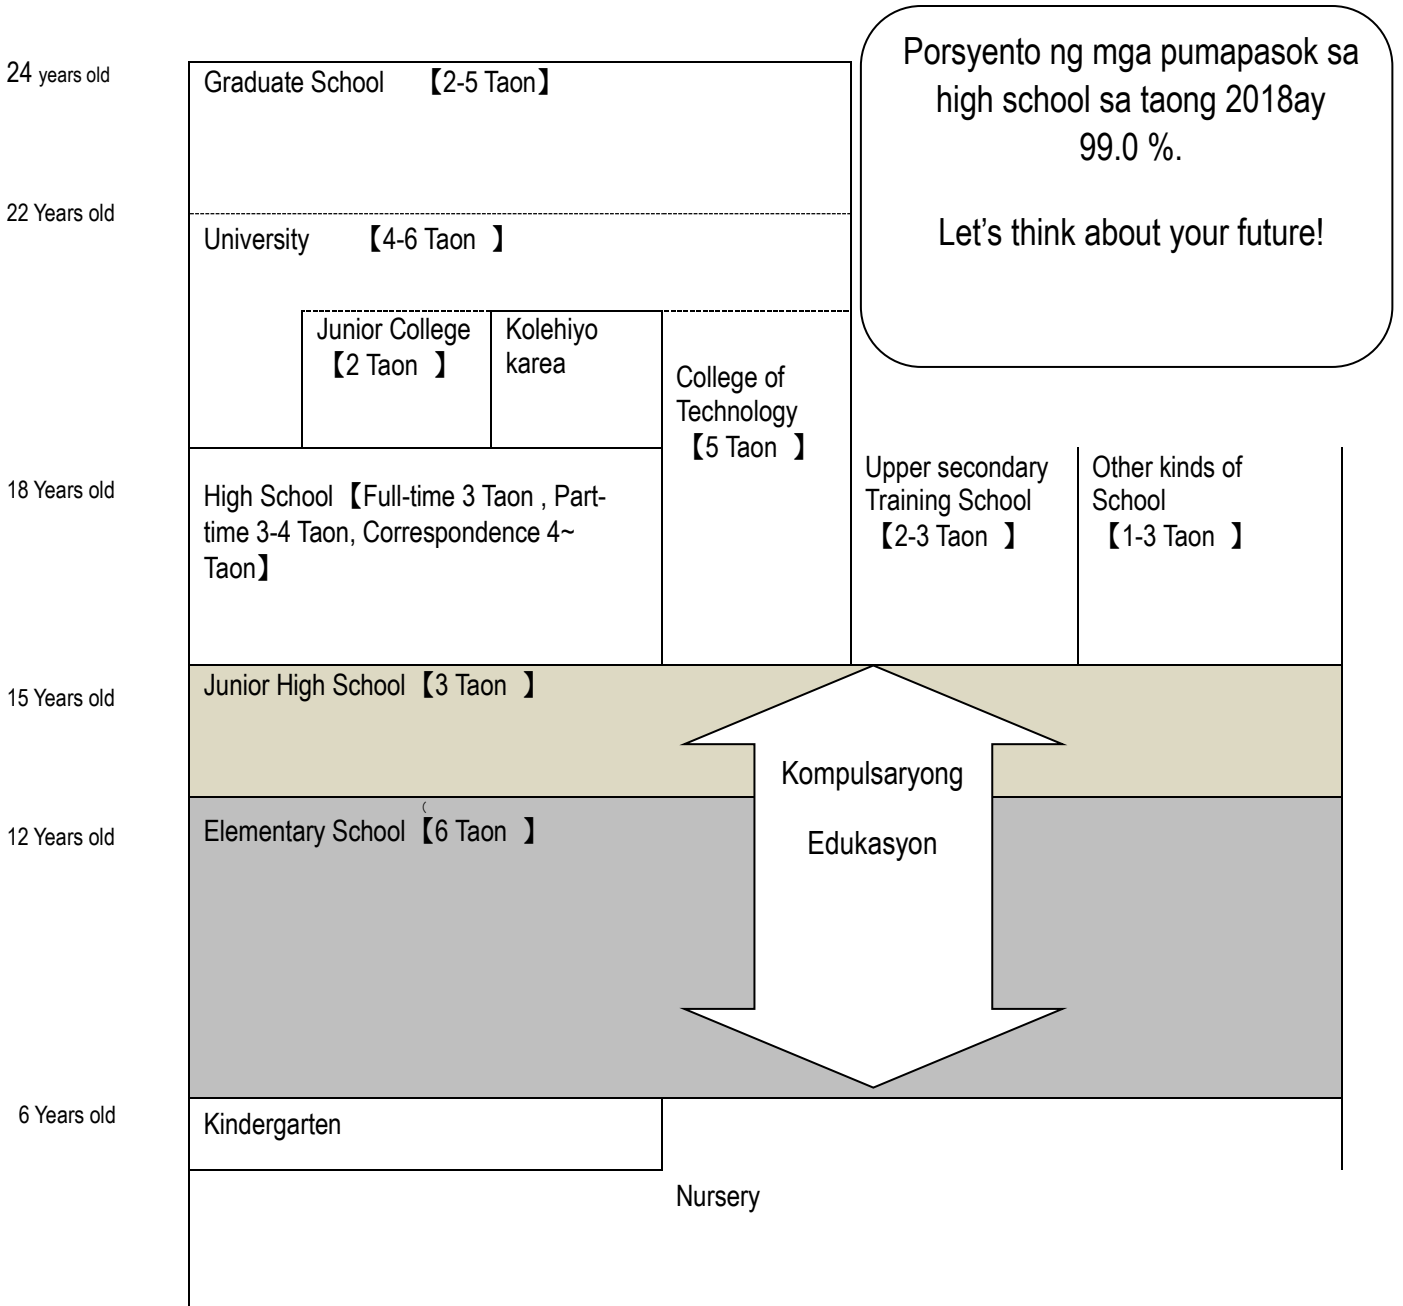 Porsyento ng mga pumapasok sa
high school sa taong 2018ay
99.0 %.
Let's think about your future!
24 years old
Graduate School 【2-5 Taon】
22 Years old
University 【4-6 Taon 】
Junior College
【2 Taon 】
Kolehiyo
karea
College of
Technology
【5 Taon 】
18 Years old
High School【Full-time 3 Taon , Part-
time 3-4 Taon, Correspondence 4~
Taon】
Upper secondary
Training School
【2-3 Taon 】
Other kinds of
School
【1-3 Taon 】
15 Years old
Junior High School【3 Taon 】
Kompulsaryong
Edukasyon
12 Years old
(
Elementary School【6 Taon 】
6 Years old
Kindergarten
Nursery